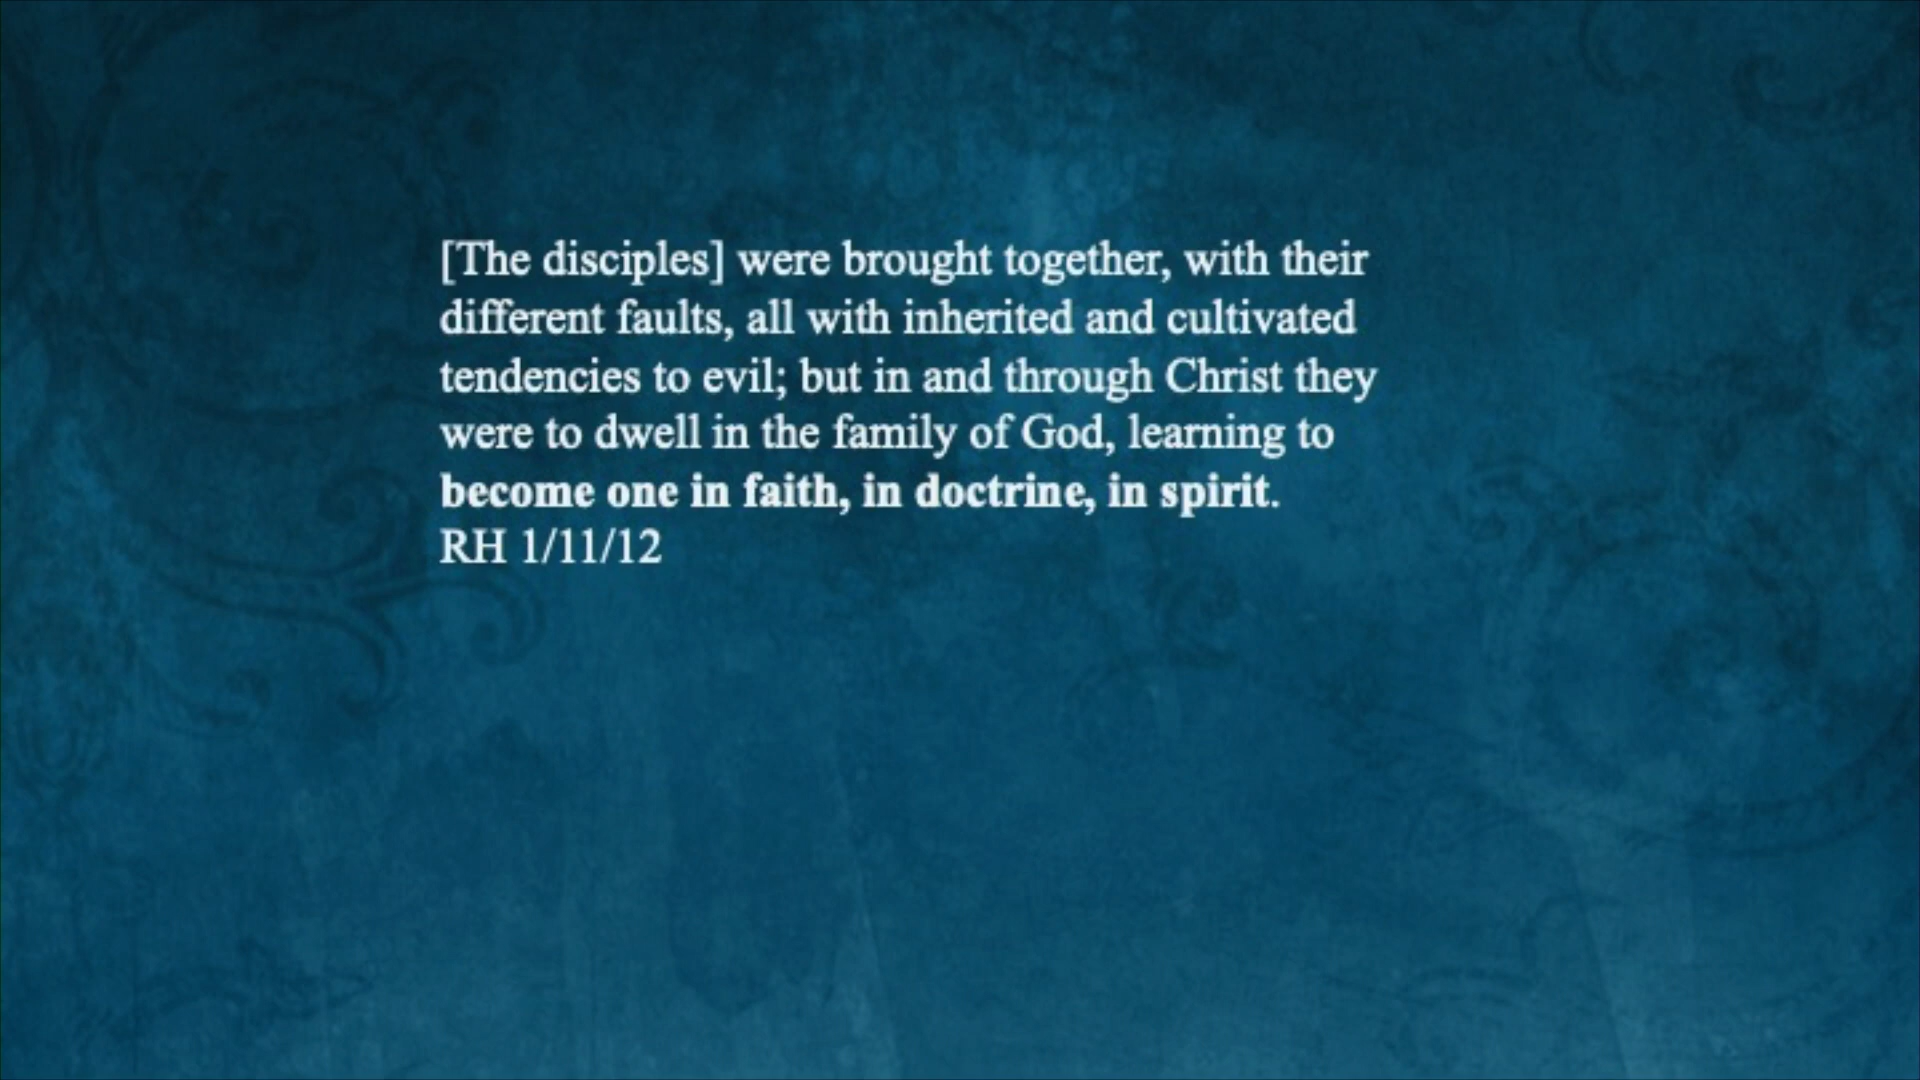 [The disciples] were brought together, with their
different faults, all with inherited and cultivated
tendencies to evil; but in and through Christ they
were to dwell in the family of God, learning to
become one in faith, in doctrine, in spirit.
RH 1/11/12